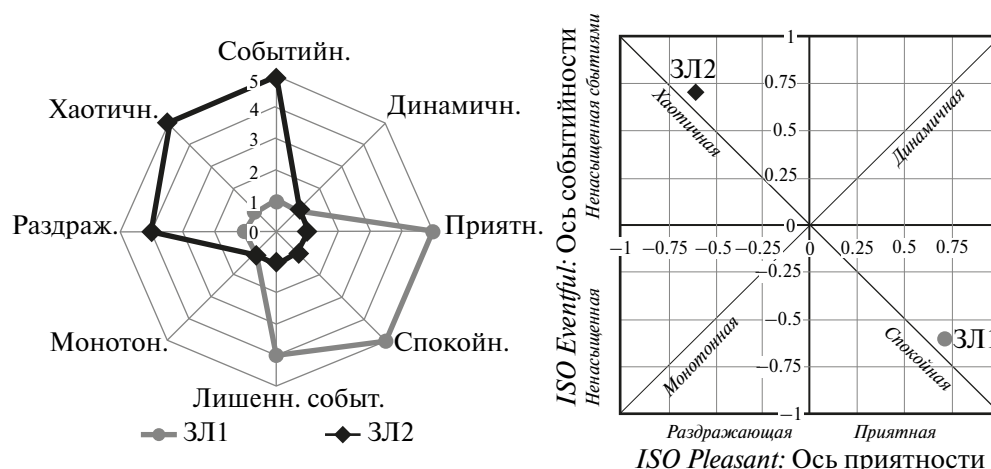 Событийн.
Хаотичн.
Динамичн.
5
4
3
2
1
0
Раздраж.
Приятн.
Монотон.
Спокойн.
Лишенн. событ.
ЗЛ1
ЗЛ2
ISO Eventful: Ось событийности
Ненасыщенная сбытиями
Ненасыщенная
1
0.75
0.5
0.25
0
−1 −0.75 −0.5 −0.25 0 0.25 0.5 0.75
−0.25
−0.5
−0.75
−1
ЗЛ2
Хаотичная
Динамичная
Монотонная
Спокойная
ЗЛ1
Раздражающая Приятная
ISO Pleasant: Ось приятности